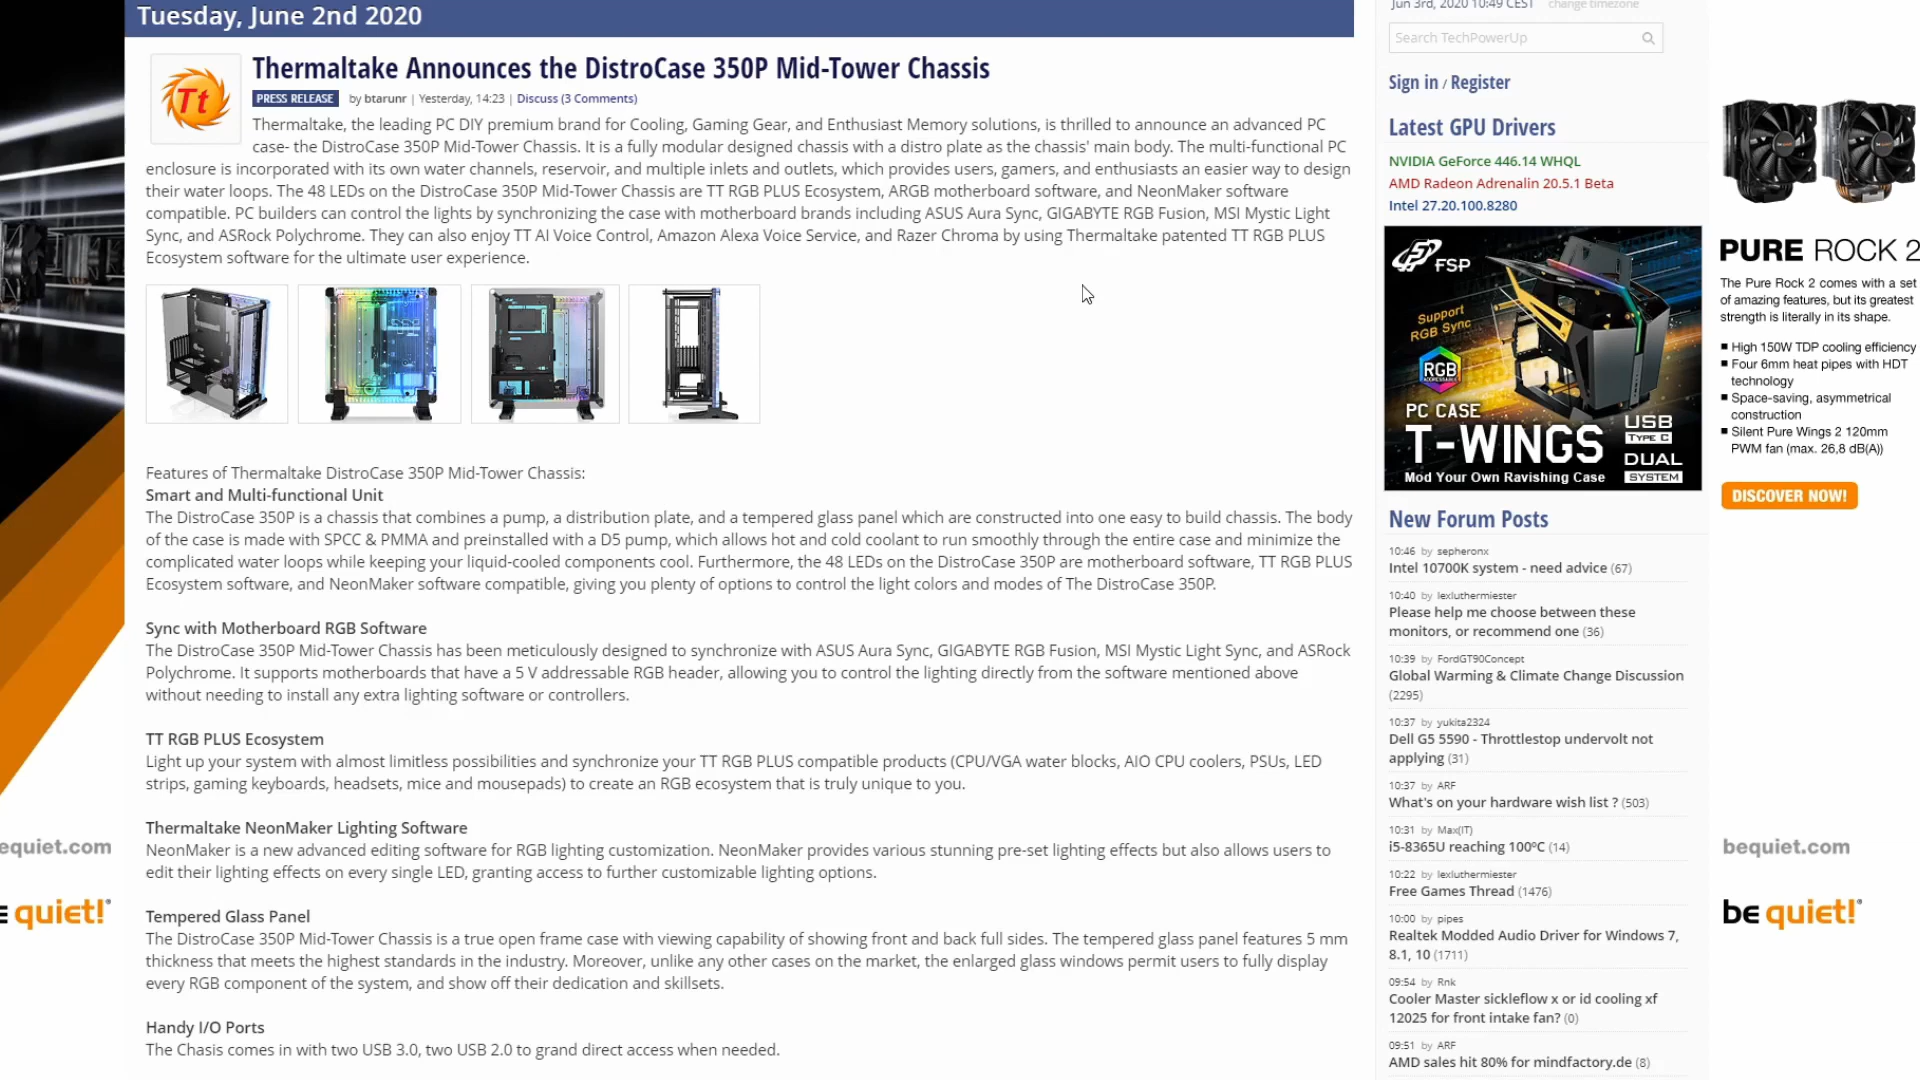 Tuesday, June 2nd 2020
Tt
Thermaltake Announces the DistroCase 350P Mid-Tower Chassis
PRESS RELEASE by btarunr | Yesterday, 14:23 | Discuss (3 Comments)
Thermaltake, the leading PC DIY premium brand for Cooling, Gaming Gear, and Enthusiast Memory solutions, is thrilled to announce an advanced PC
case- the DistroCase 350P Mid-Tower Chassis. It is a fully modular designed chassis with a distro plate as the chassis' main body. The multi-functional PC
enclosure is incorporated with its own water channels, reservoir, and multiple inlets and outlets, which provides users, gamers, and enthusiasts an easier way to design
their water loops. The 48 LEDs on the DistroCase 350P Mid-Tower Chassis are TT RGB PLUS Ecosystem, ARGB motherboard software, and NeonMaker software
compatible. PC builders can control the lights by synchronizing the case with motherboard brands including ASUS Aura Sync, GIGABYTE RGB Fusion, MSI Mystic Light
Sync, and ASRock Polychrome. They can also enjoy TT AI Voice Control, Amazon Alexa Voice Service, and Razer Chroma by using Thermaltake patented TT RGB PLUS
Ecosystem software for the ultimate user experience.
Features of Thermaltake DistroCase 350P Mid-Tower Chassis:
Smart and Multi-functional Unit
The DistroCase 350P is a chassis that combines a pump, a distribution plate, and a tempered glass panel which are constructed into one easy to build chassis. The body
of the case is made with SPCC & PMMA and preinstalled with a D5 pump, which allows hot and cold coolant to run smoothly through the entire case and minimize the
complicated water loops while keeping your liquid-cooled components cool. Furthermore, the 48 LEDs on the DistroCase 350P are motherboard software, TT RGB PLUS
Ecosystem software, and NeonMaker software compatible, giving you plenty of options to control the light colors and modes of The DistroCase 350P.
Sync with Motherboard RGB Software
The DistroCase 350P Mid-Tower Chassis has been meticulously designed to synchronize with ASUS Aura Sync, GIGABYTE RGB Fusion, MSI Mystic Light Sync, and ASRock
Polychrome. It supports motherboards that have a 5 V addressable RGB header, allowing you to control the lighting directly from the software mentioned above
without needing to install any extra lighting software or controllers.
TT RGB PLUS Ecosystem
Light up your system with almost limitless possibilities and synchronize your TT RGB PLUS compatible products (CPU/VGA water blocks, AIO CPU coolers, PSUs, LED
strips, gaming keyboards, headsets, mice and mousepads) to create an RGB ecosystem that is truly unique to you.
Thermaltake NeonMaker Lighting Software
NeonMaker is a new advanced editing software for RGB lighting customization. NeonMaker provides various stunning pre-set lighting effects but also allows users to
edit their lighting effects on every single LED, granting access to further customizable lighting options.
Tempered Glass Panel
The DistroCase 350P Mid-Tower Chassis is a true open frame case with viewing capability of showing front and back full sides. The tempered glass panel features 5 mm
thickness that meets the highest standards in the industry. Moreover, unlike any other cases on the market, the enlarged glass windows permit users to fully display
every RGB component of the system, and show off their dedication and skillsets.
Handy I/O Ports
The Chasis comes in with two USB 3.0, two USB 2.0 to grand direct access when needed.
Jun 3rd, 2020 10:49 CEST change timezone
Search TechPowerUp
Sign in / Register
Latest GPU Drivers
NVIDIA GeForce 446.14 WHQL
AMD Radeon Adrenalin 20.5.1 Beta
Intel 27.20.100.8280
FSP
Support
RGB Sync
RGB
ADDRESSABLE
PC CASE
T-WINGS
Mod Your Own Ravishing Case
USB
TYPE C
DUAL
SYSTEM
New Forum Posts
10:46 by sepheronx
Intel 10700K system - need advice (67)
10:40 by lexluthermiester
Please help me choose between these
monitors, or recommend one (36)
10:39 by FordGT90Concept
Global Warming & Climate Change Discussion
(2295)
10:37 by yukita2324
Dell G5 5590 - Throttlestop undervolt not
applying (31)
10:37 by ARF
What's on your hardware wish list ? (503)
10:31 by Max(IT)
i5-8365U reaching 100ºC (14)
10:22 by lexluthermiester
Free Games Thread (1476)
10:00 by pipes
Realtek Modded Audio Driver for Windows 7,
8.1, 10 (1711)
09:54 by Rnk
Cooler Master sickleflow x or id cooling xf
12025 for front intake fan? (0)
09:51 by ARF
AMD sales hit 80% for mindfactory.de (8)
PURE ROCK 2
The Pure Rock 2 comes with a set
of amazing features, but its greatest
strength is literally in its shape.
■ High 150W TDP cooling efficiency
■ Four 6mm heat pipes with HDT
technology
■ Space-saving, asymmetrical
construction
■ Silent Pure Wings 2 120mm
PWM fan (max. 26,8 dB(A))
DISCOVER NOW!
bequiet.com
be quiet!®
equiet.com
e quiet!®